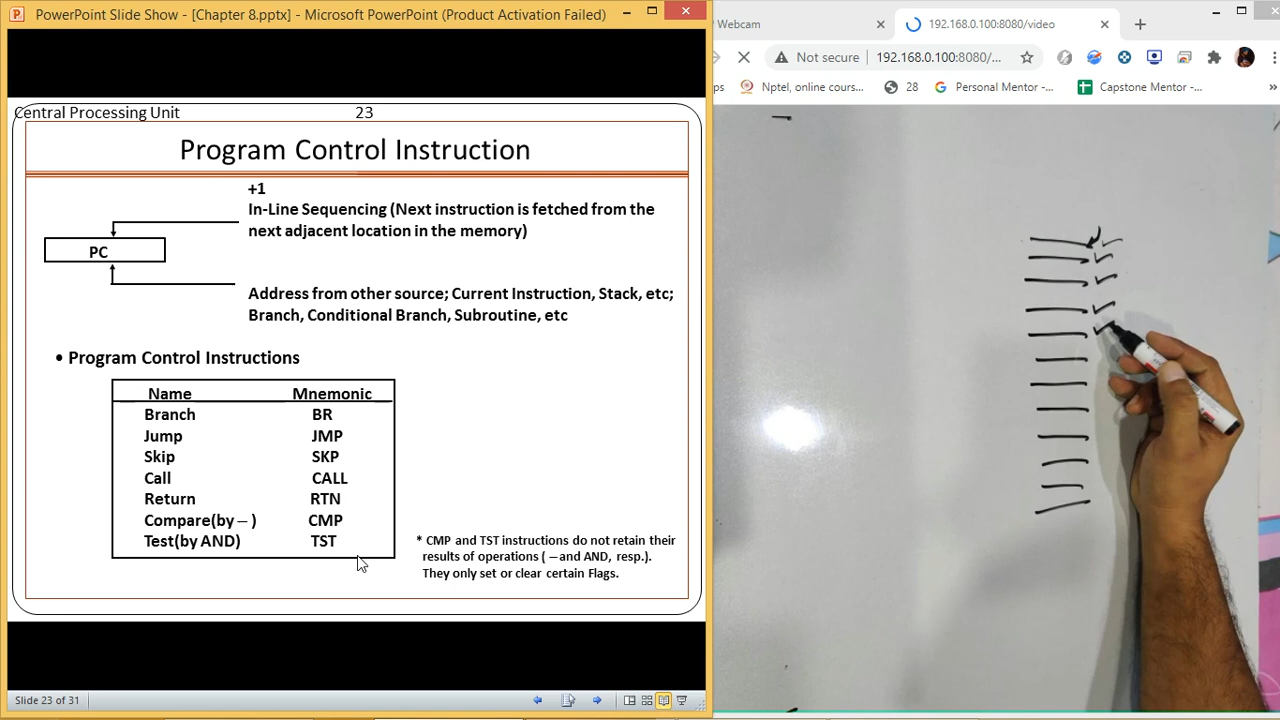 PowerPoint Slide Show - [Chapter 8.pptx] - Microsoft PowerPoint (Product Activation Failed)
Webcam
192.168.0.100:8080/video
Not secure
192.168.0.100:8080/...
Nptel, online cours...
28
Personal Mentor -...
Capstone Mentor -...
»
Central Processing Unit
23
Program Control Instruction
+1
In-Line Sequencing (Next instruction is fetched from the
next adjacent location in the memory)
PC
Address from other source; Current Instruction, Stack, etc;
Branch, Conditional Branch, Subroutine, etc
• Program Control Instructions
Name Mnemonic
Branch BR
Jump JMP
Skip SKP
Call CALL
Return RTN
Compare(by – ) CMP
Test(by AND) TST
* CMP and TST instructions do not retain their
results of operations ( – and AND, resp.).
They only set or clear certain Flags.
Slide 23 of 31